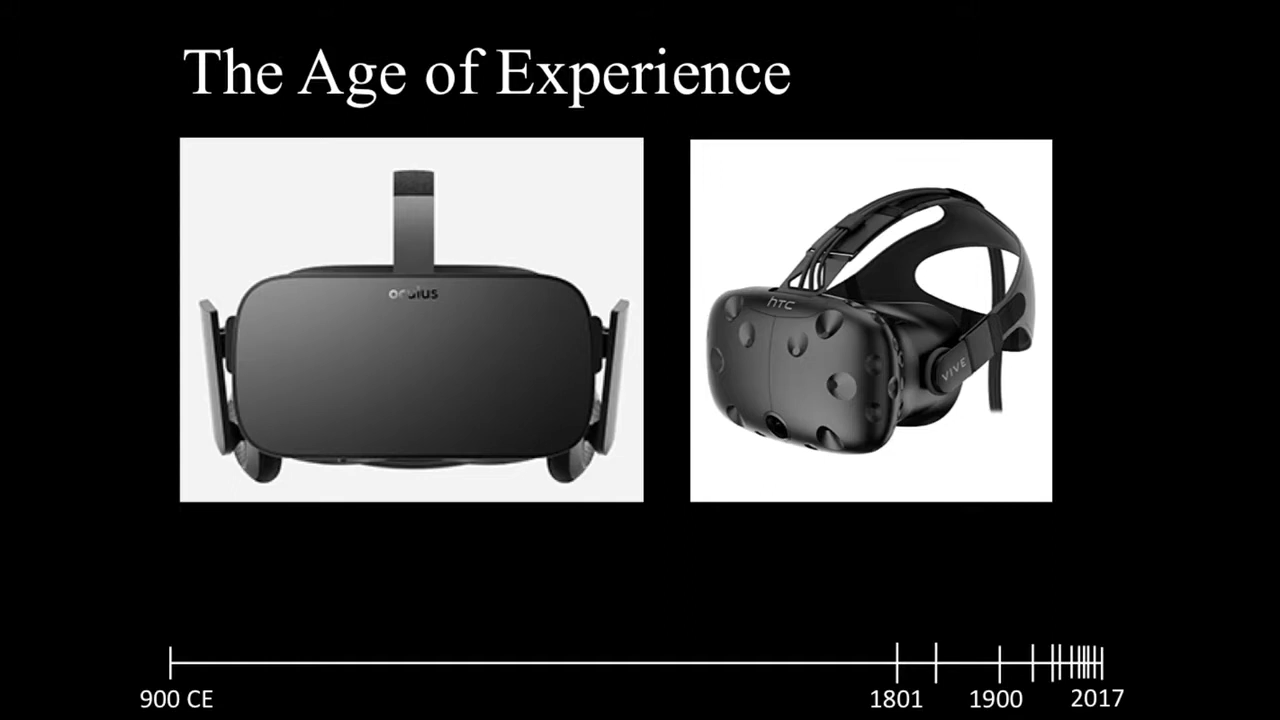 The Age of Experience
oculus
hTC
VIVE
900 CE
1801
1900
2017